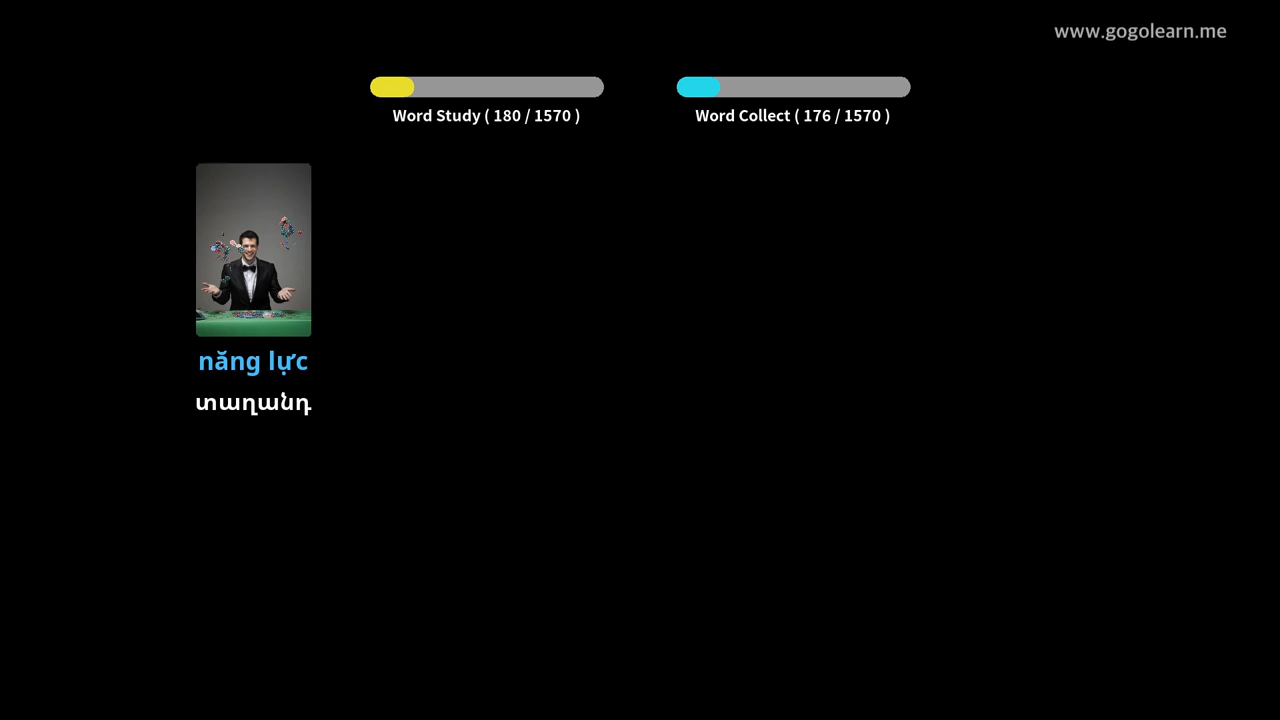 www.gogolearn.me
Word Study ( 180 / 1570 )
Word Collect ( 176 / 1570 )
năng lực
տաղանդ